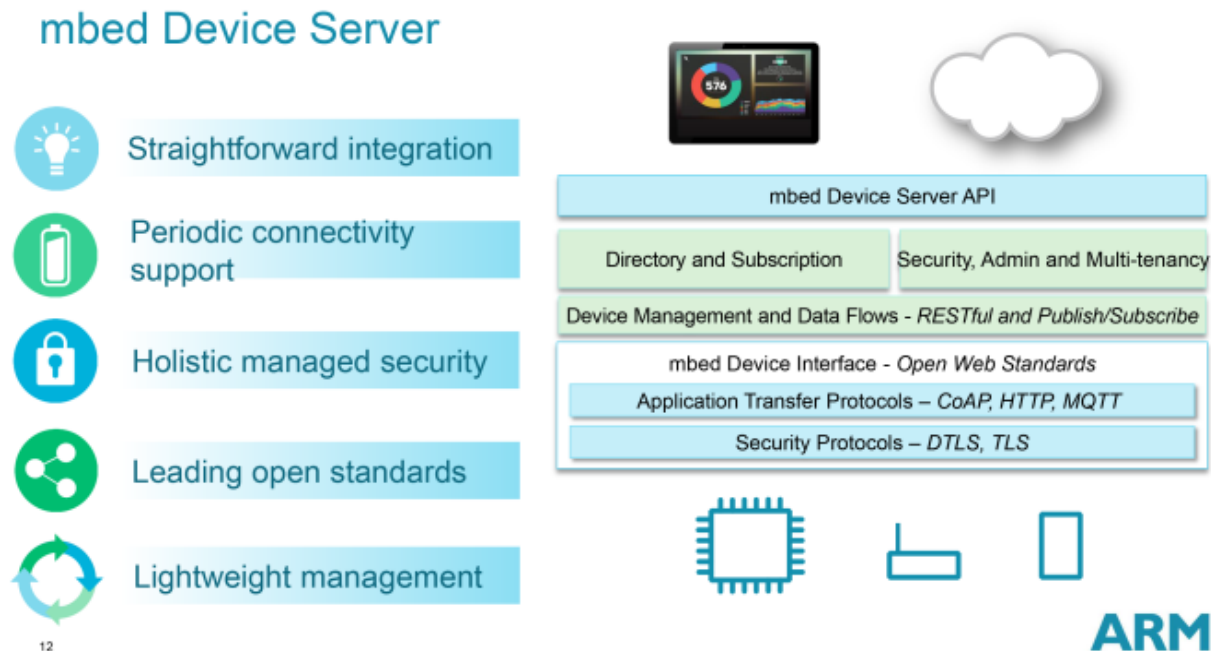 mbed Device Server
Straightforward integration
Periodic connectivity
support
Holistic managed security
Leading open standards
Lightweight management
12
576
mbed Device Server API
Directory and Subscription
Security, Admin and Multi-tenancy
Device Management and Data Flows - RESTful and Publish/Subscribe
mbed Device Interface - Open Web Standards
Application Transfer Protocols – CoAP, HTTP, MQTT
Security Protocols – DTLS, TLS
ARM